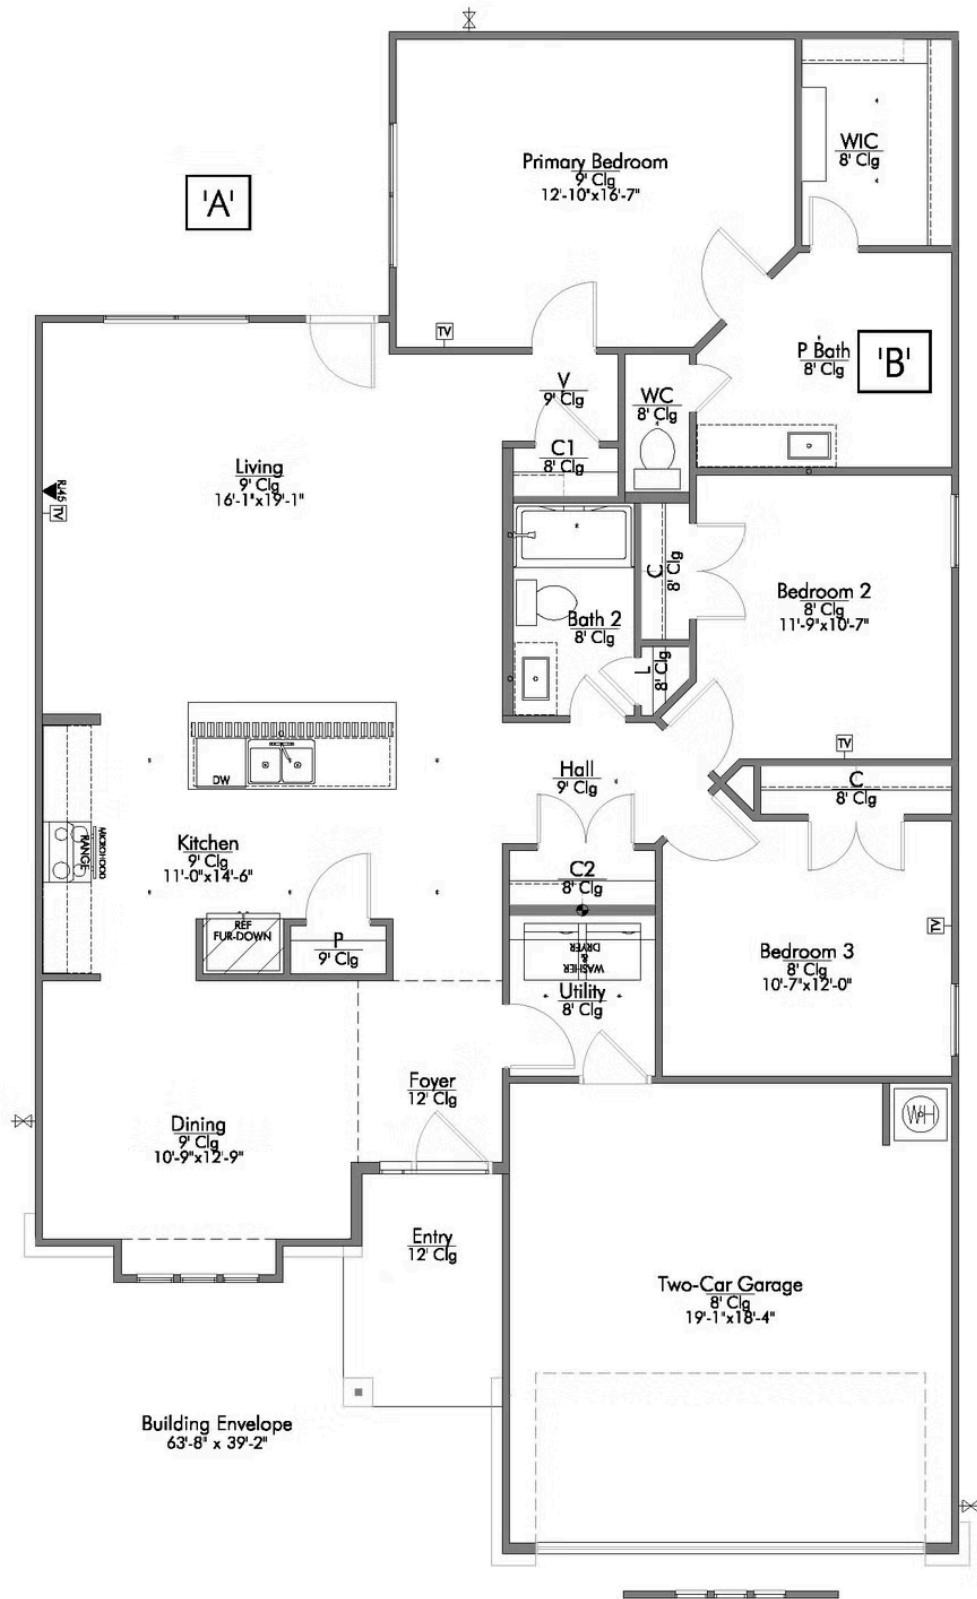 WIC
8' Clg
Primary Bedroom
9' Clg
12'-10"x16'-7"
'A'
TV
P Bath
8' Clg
'B'
V
9' Clg
WC
8' Clg
C1
8' Clg
Living
9' Clg
16'-1"x19'-1"
RJ45
TV
C
8' Clg
Bedroom 2
8' Clg
11'-9"x10'-7"
Bath 2
8' Clg
L
8' Clg
TV
DW
Hall
9' Clg
C
8' Clg
Kitchen
9' Clg
11'-0"x14'-6"
RANGE
MICROHOOD
C2
8' Clg
REF
FUR-DOWN
P
9' Clg
WASHER
&
DRYER
TV
Bedroom 3
8' Clg
10'-7"x12'-0"
Utility
8' Clg
Foyer
12' Clg
WH
Dining
9' Clg
10'-9"x12'-9"
Entry
12' Clg
Two-Car Garage
8' Clg
19'-1"x18'-4"
Building Envelope
63'-8" x 39'-2"